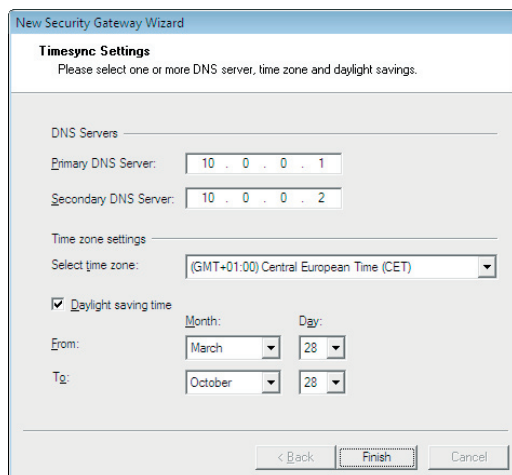 New Security Gateway Wizard
Timesync Settings
Please select one or more DNS server, time zone and daylight savings.
DNS Servers
Primary DNS Server: 10 . 0 . 0 . 1
Secondary DNS Server: 10 . 0 . 0 . 2
Time zone settings
Select time zone: (GMT+01:00) Central European Time (CET)
Daylight saving time
Month: Day:
From: March 28
To: October 28
< Back Finish Cancel